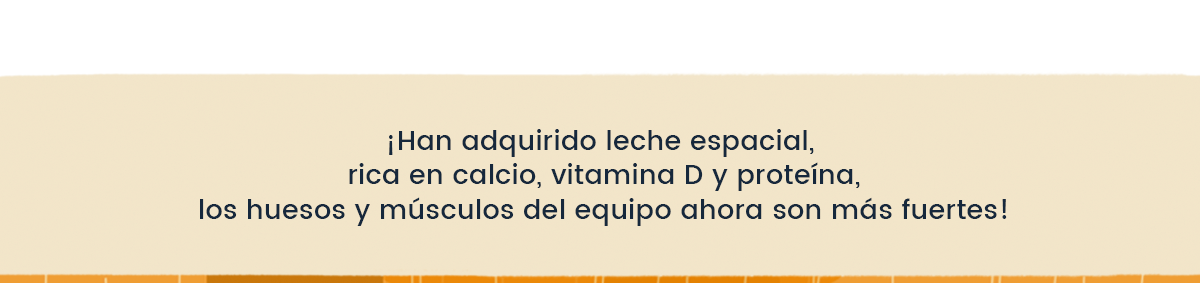 ¡Han adquirido leche espacial,
rica en calcio, vitamina D y proteína,
los huesos y músculos del equipo ahora son más fuertes!